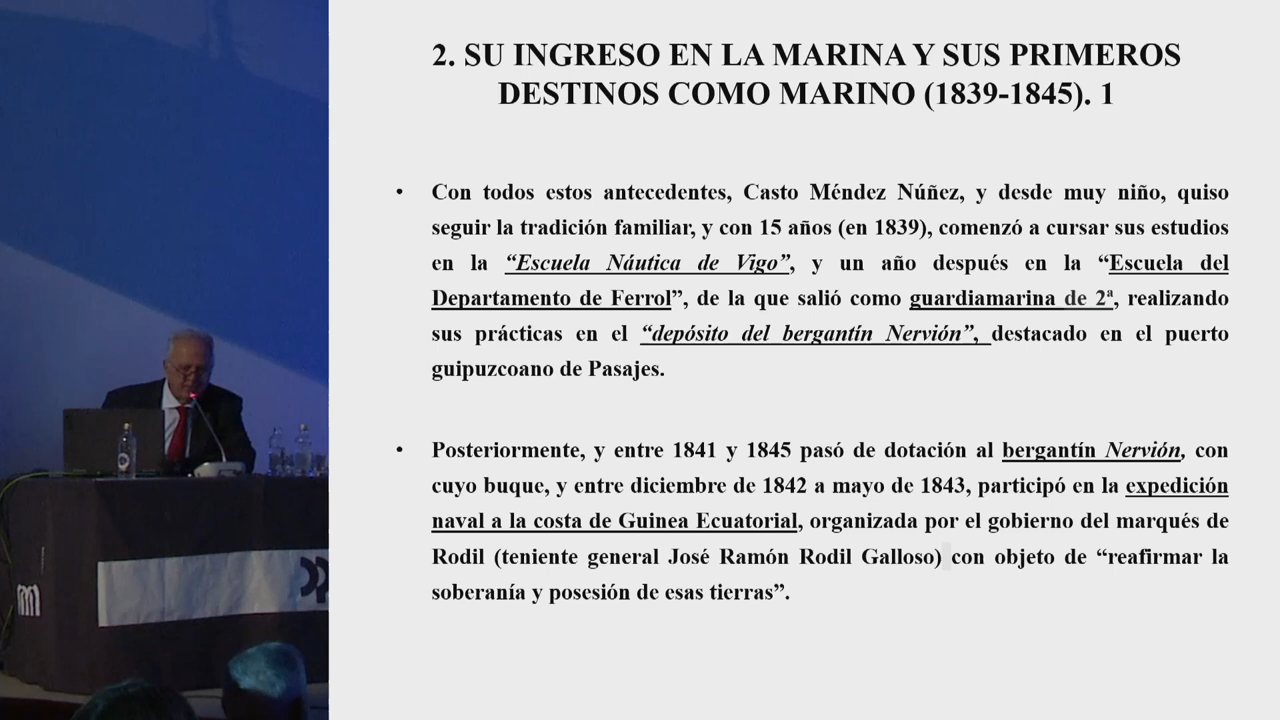 2. SU INGRESO EN LA MARINA Y SUS PRIMEROS
DESTINOS COMO MARINO (1839-1845). 1
• Con todos estos antecedentes, Casto Méndez Núñez, y desde muy niño, quiso
seguir la tradición familiar, y con 15 años (en 1839), comenzó a cursar sus estudios
en la “Escuela Náutica de Vigo”, y un año después en la “Escuela del
Departamento de Ferrol”, de la que salió como guardiamarina de 2ª, realizando
sus prácticas en el “depósito del bergantín Nervión”, destacado en el puerto
guipuzcoano de Pasajes.
• Posteriormente, y entre 1841 y 1845 pasó de dotación al bergantín Nervión, con
cuyo buque, y entre diciembre de 1842 a mayo de 1843, participó en la expedición
naval a la costa de Guinea Ecuatorial, organizada por el gobierno del marqués de
Rodil (teniente general José Ramón Rodil Galloso) con objeto de “reafirmar la
soberanía y posesión de esas tierras”.